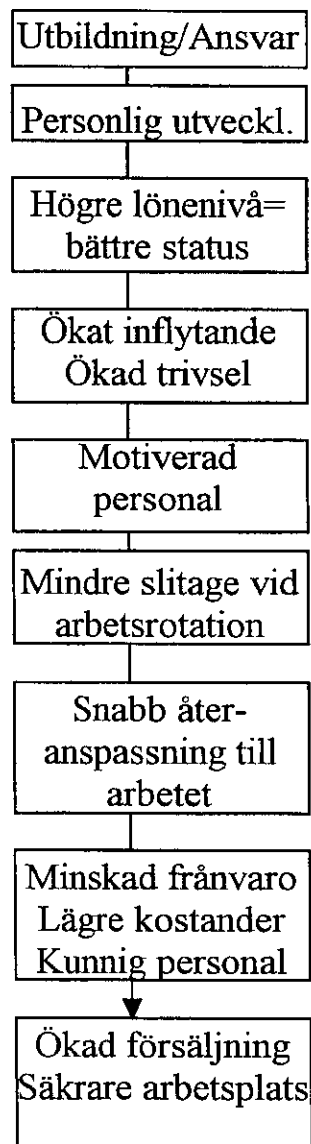 Utbildning/Ansvar
Personlig utveckl.
Högre lönenivå=
bättre status
Ökat inflytande
Ökad trivsel
Motiverad
personal
Mindre slitage vid
arbetsrotation
Snabb åter-
anspassning till
arbetet
Minskad frånvaro
Lägre kostander
Kunnig personal
Ökad försäljning
Säkrare arbetsplats